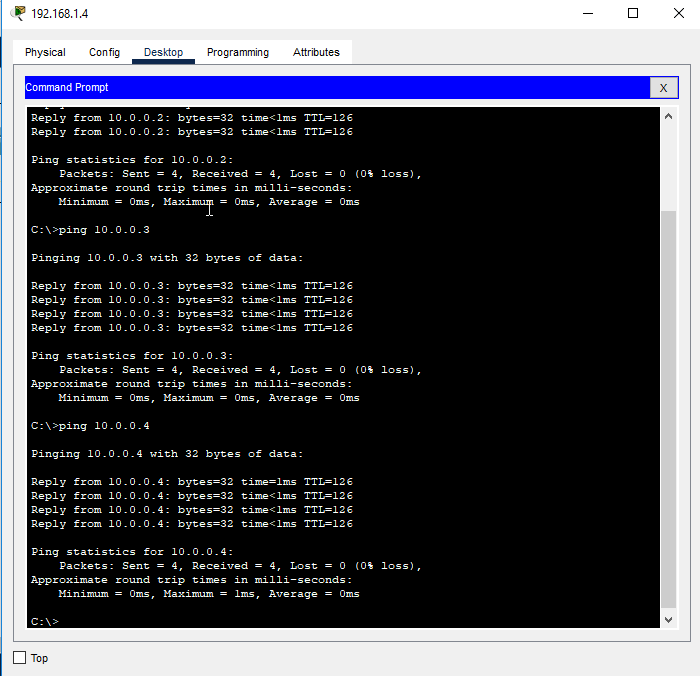 192.168.1.4
Physical Config Desktop Programming Attributes
Command Prompt X
Reply from 10.0.0.2: bytes=32 time<1ms TTL=126
Reply from 10.0.0.2: bytes=32 time<1ms TTL=126
Ping statistics for 10.0.0.2:
Packets: Sent = 4, Received = 4, Lost = 0 (0% loss),
Approximate round trip times in milli-seconds:
Minimum = 0ms, Maximum = 0ms, Average = 0ms
C:\>ping 10.0.0.3
Pinging 10.0.0.3 with 32 bytes of data:
Reply from 10.0.0.3: bytes=32 time<1ms TTL=126
Reply from 10.0.0.3: bytes=32 time<1ms TTL=126
Reply from 10.0.0.3: bytes=32 time<1ms TTL=126
Reply from 10.0.0.3: bytes=32 time<1ms TTL=126
Ping statistics for 10.0.0.3:
Packets: Sent = 4, Received = 4, Lost = 0 (0% loss),
Approximate round trip times in milli-seconds:
Minimum = 0ms, Maximum = 0ms, Average = 0ms
C:\>ping 10.0.0.4
Pinging 10.0.0.4 with 32 bytes of data:
Reply from 10.0.0.4: bytes=32 time=1ms TTL=126
Reply from 10.0.0.4: bytes=32 time<1ms TTL=126
Reply from 10.0.0.4: bytes=32 time<1ms TTL=126
Reply from 10.0.0.4: bytes=32 time<1ms TTL=126
Ping statistics for 10.0.0.4:
Packets: Sent = 4, Received = 4, Lost = 0 (0% loss),
Approximate round trip times in milli-seconds:
Minimum = 0ms, Maximum = 1ms, Average = 0ms
C:\>
Top